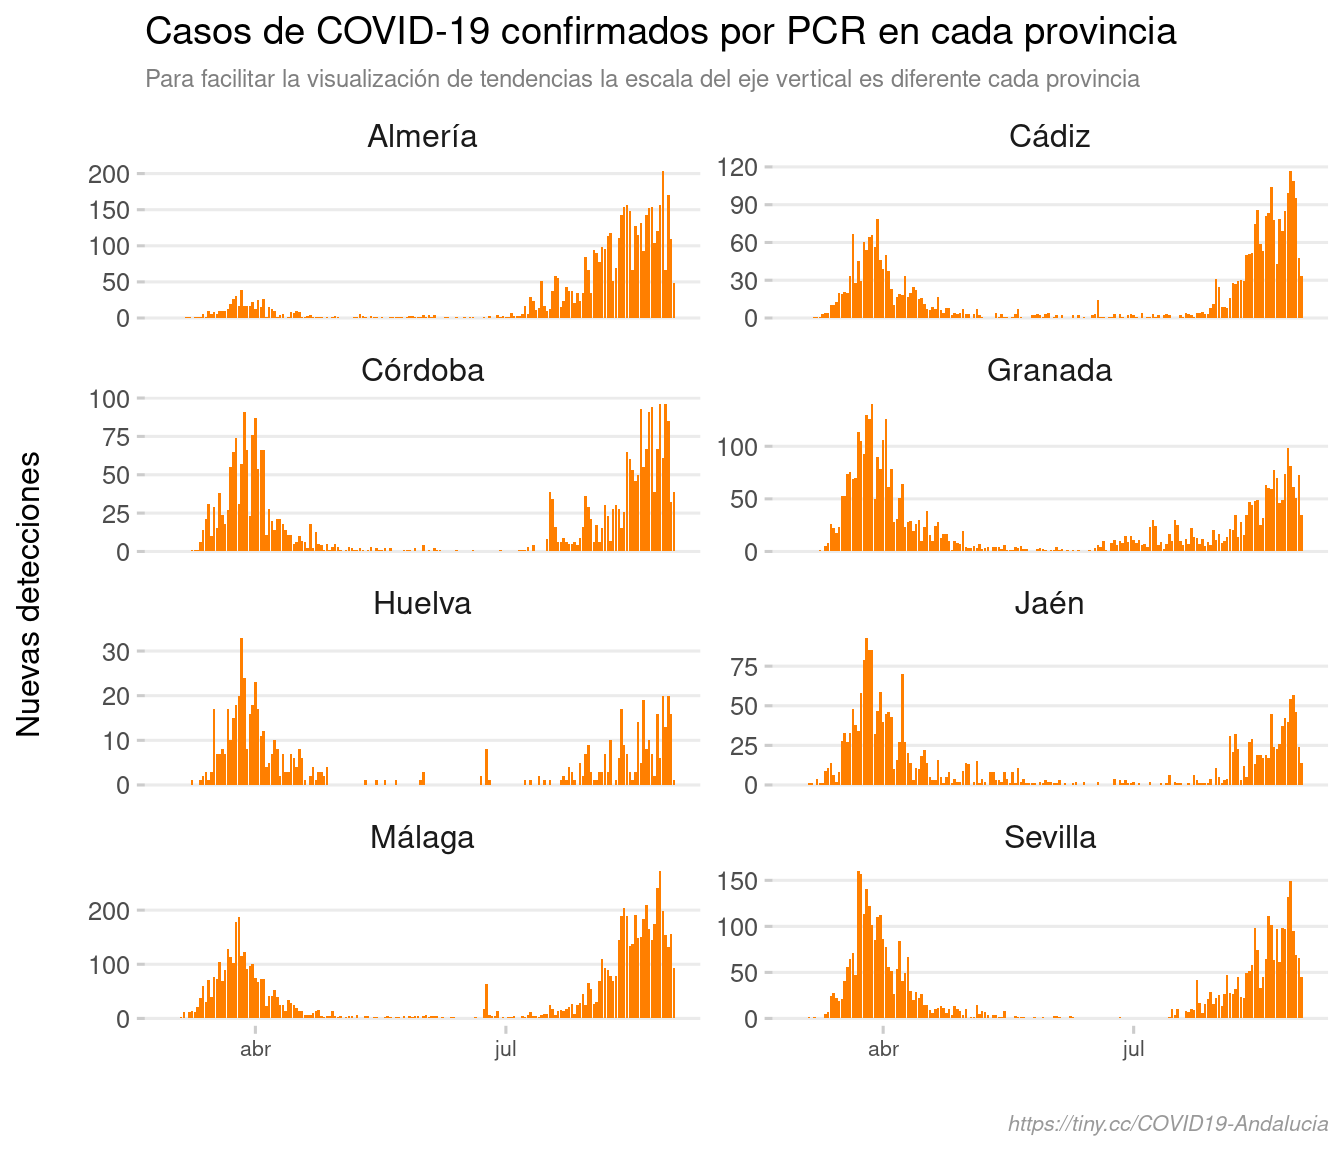 Casos de COVID-19 confirmados por PCR en cada provincia
Para facilitar la visualización de tendencias la escala del eje vertical es diferente cada provincia
Nuevas detecciones
Almería
200
150
100
50
0
Cádiz
120
90
60
30
0
Córdoba
100
75
50
25
0
Granada
100
50
0
Huelva
30
20
10
0
Jaén
75
50
25
0
Málaga
200
100
0
abr jul
Sevilla
150
100
50
0
abr jul
https://tiny.cc/COVID19-Andalucia